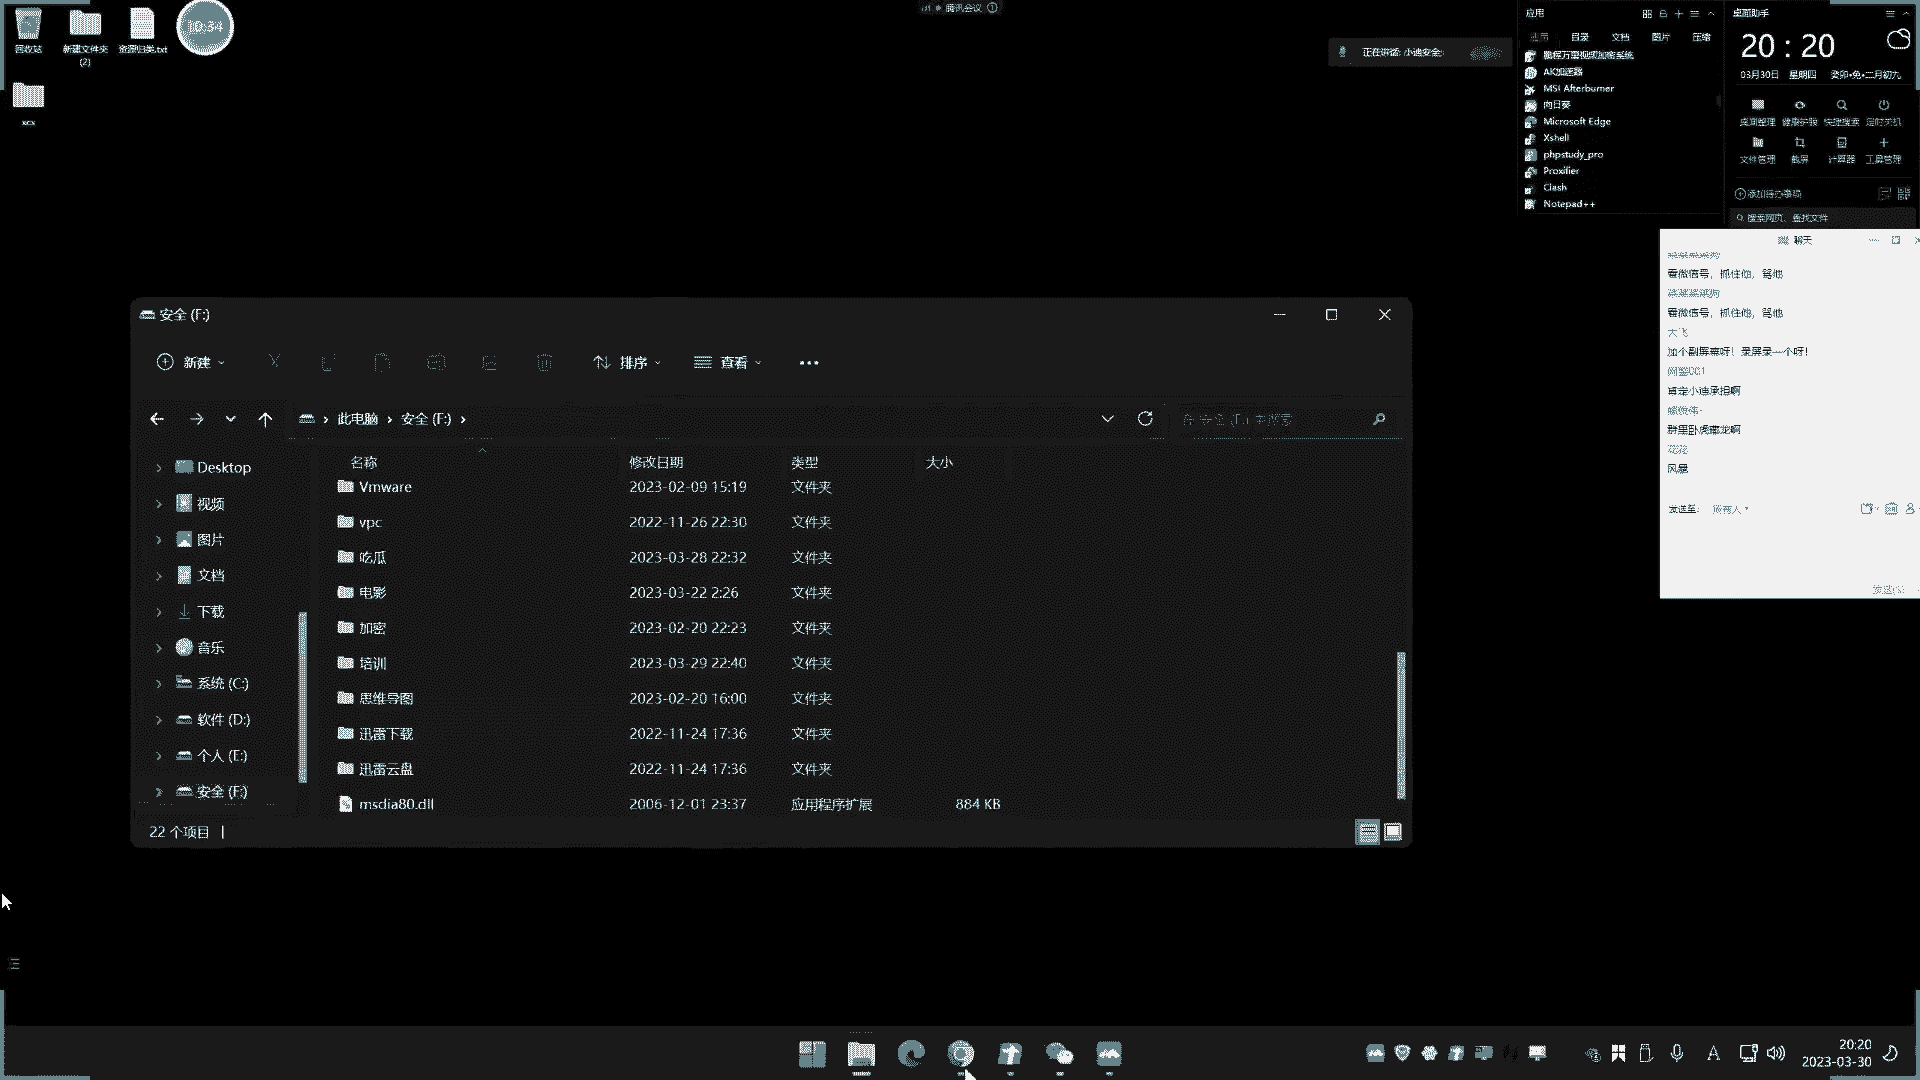 回收站
新建文件夹
(2)
资源归类.txt
10:34
腾讯会议
正在讲话: 小迪安全;
应用
目录
文档
图片
压缩
鹏程万里视频加密系统
AK加速器
MSI Afterburner
向日葵
Microsoft Edge
Xshell
phpstudy_pro
Proxifier
Clash
Notepad++
桌面助手
20 : 20
03月30日 星期四 癸卯•兔•二月初九
桌面整理 健康护眼 快捷搜索 定时关机
文件管理 截屏 计算器 工具管理
添加待办事项
搜索网页、查找文件
聊天
看微信号，抓住他，骂他
看微信号，抓住他，骂他
大飞
加个副屏幕呀！录屏录一个呀！
肯定小迪承担啊
群里卧虎藏龙啊
花花
风景
发送至: 所有人
发送(S)
安全 (F:)
新建 排序 查看
此电脑 安全 (F:)
在 安全 (F:) 中搜索
名称 修改日期 类型 大小
Desktop
视频
图片
文档
下载
音乐
系统 (C:)
软件 (D:)
个人 (E:)
安全 (F:)
Vmware 2023-02-09 15:19 文件夹
vpc 2022-11-26 22:30 文件夹
吃瓜 2023-03-28 22:32 文件夹
电影 2023-03-22 2:26 文件夹
加密 2023-02-20 22:23 文件夹
培训 2023-03-29 22:40 文件夹
思维导图 2023-02-20 16:00 文件夹
迅雷下载 2022-11-24 17:36 文件夹
迅雷云盘 2022-11-24 17:36 文件夹
msdia80.dll 2006-12-01 23:37 应用程序扩展 884 KB
22 个项目
A
20:20
2023-03-30